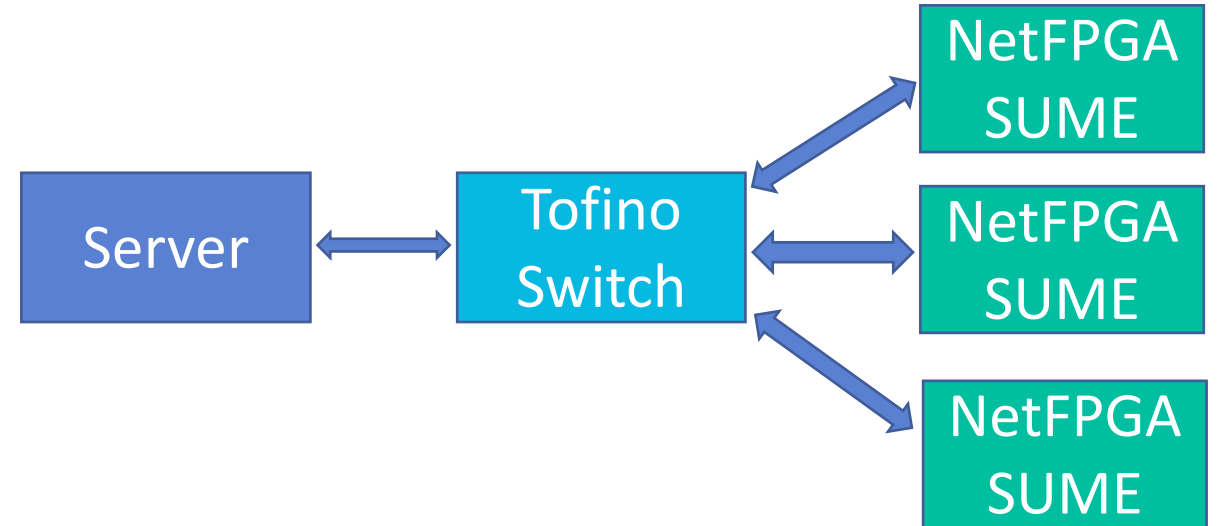 Server
Tofino
Switch
NetFPGA
SUME
NetFPGA
SUME
NetFPGA
SUME